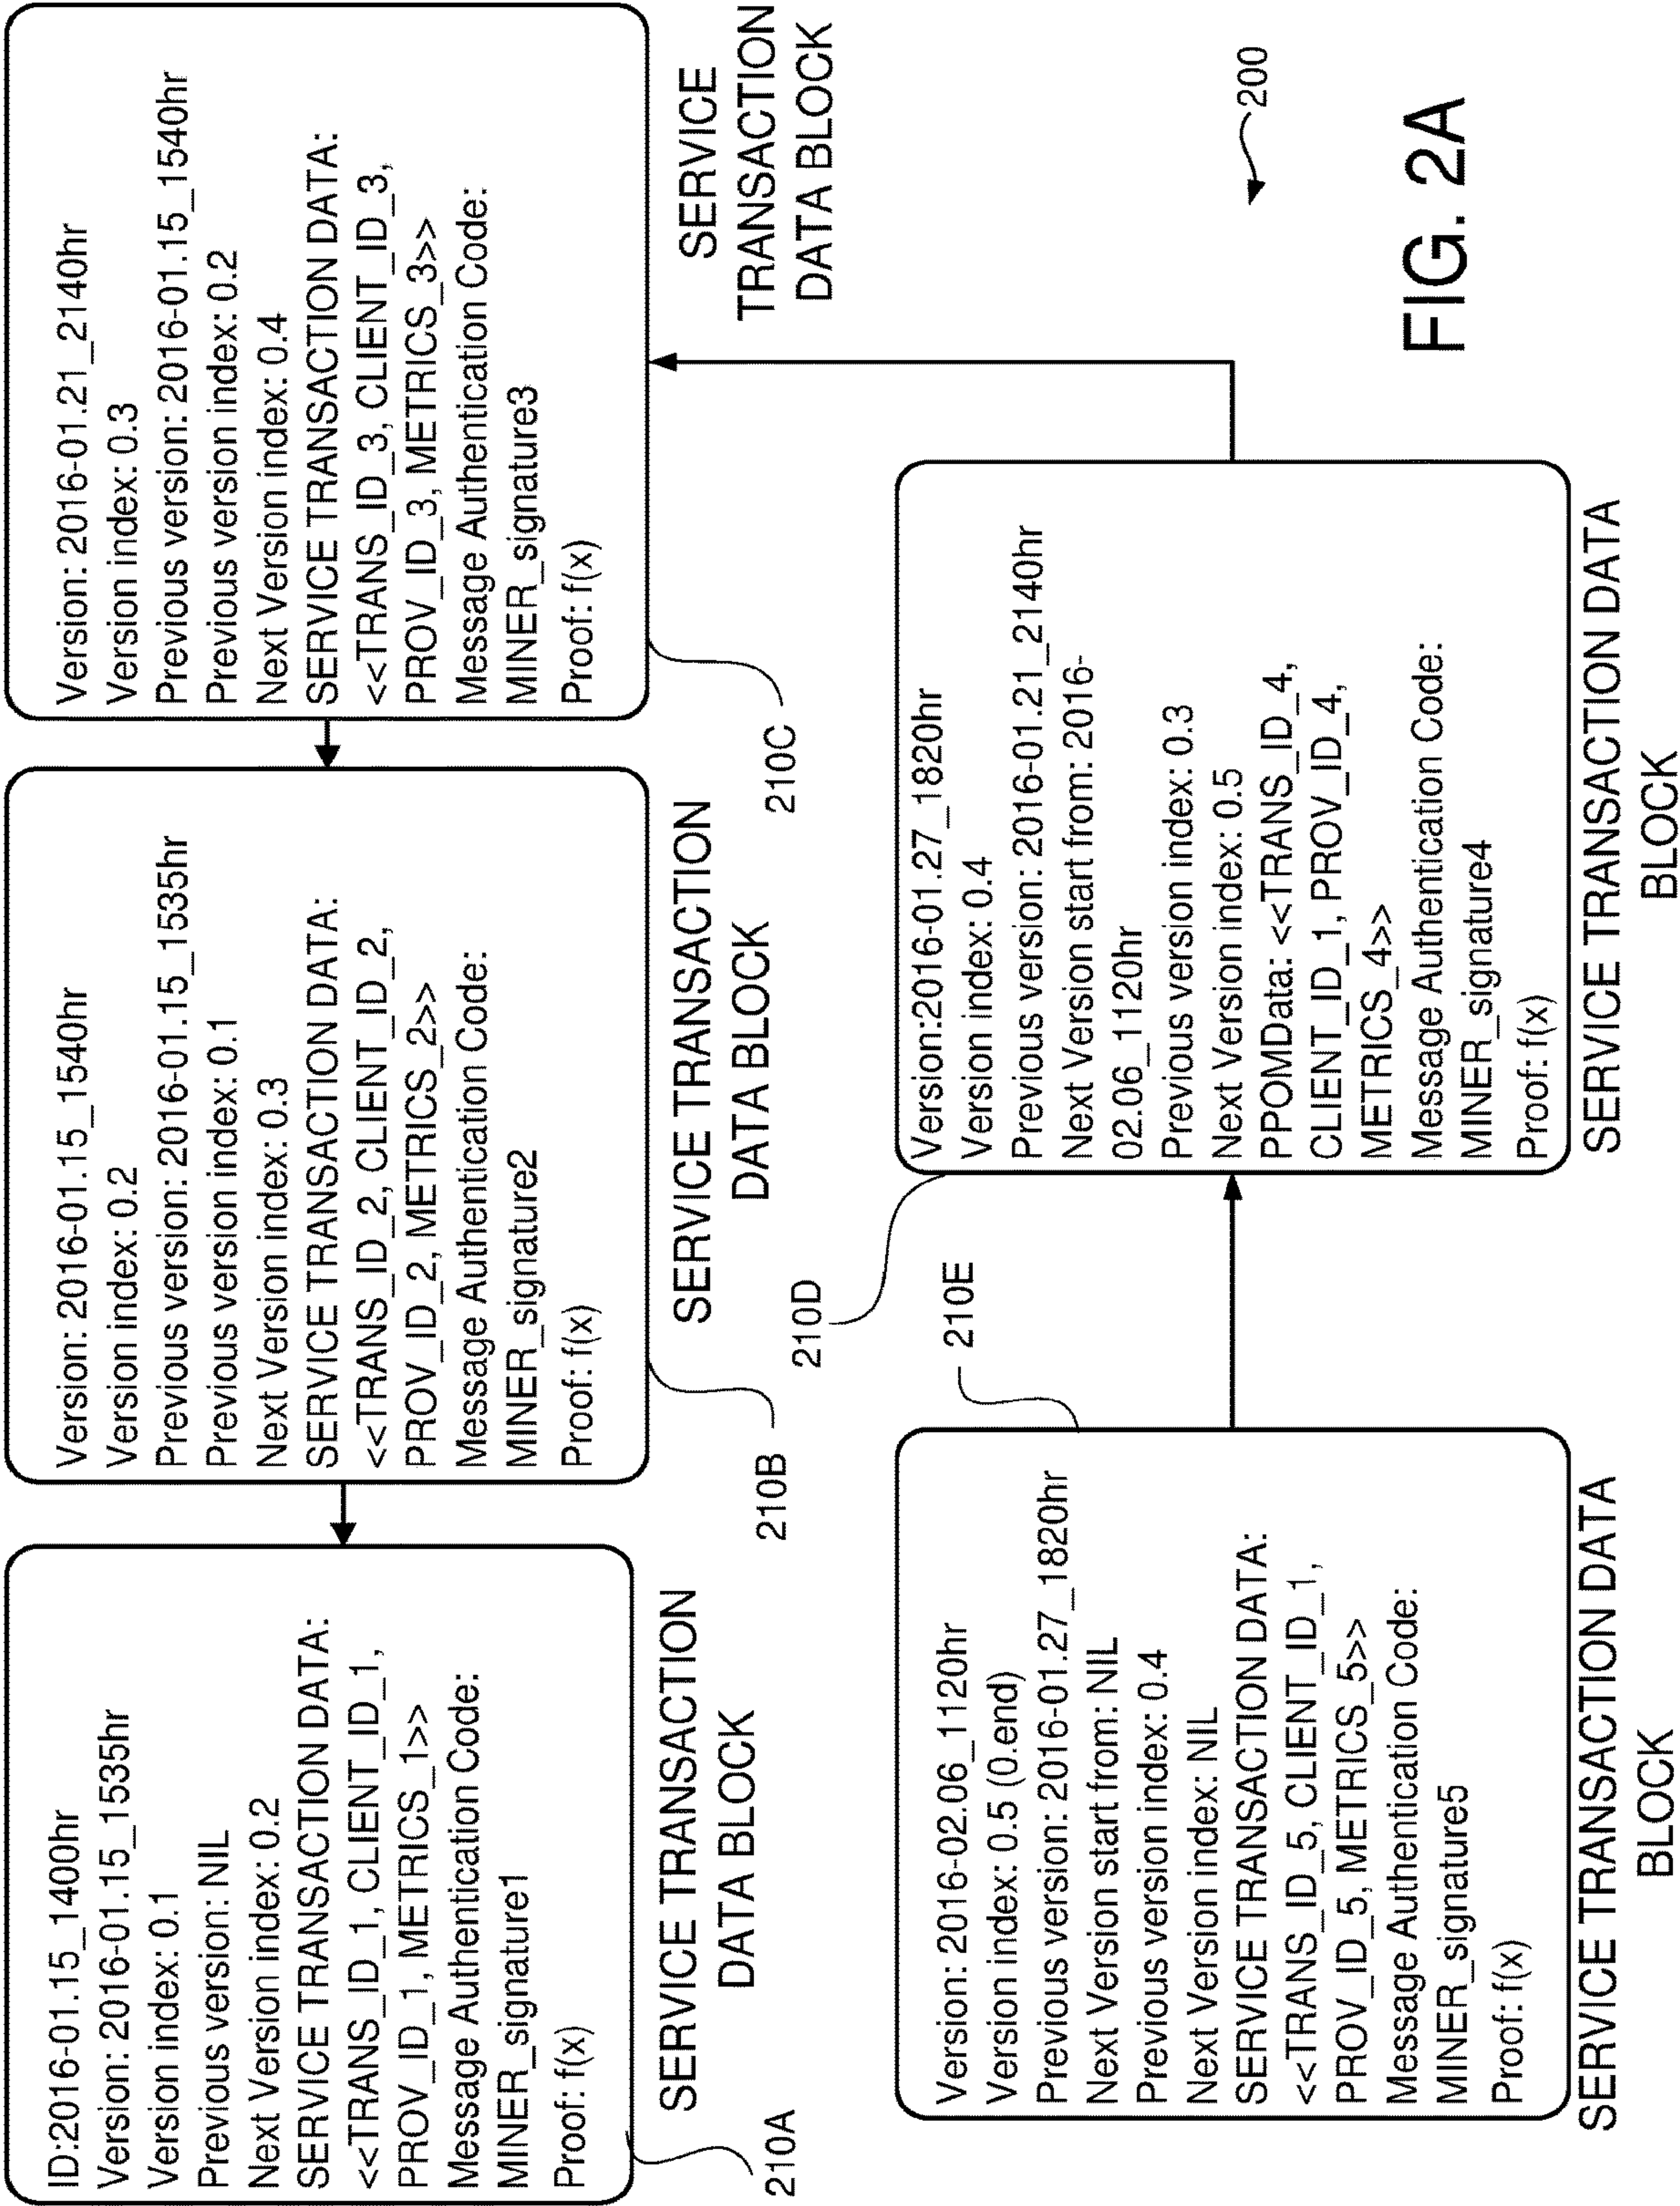 ID:2016-01.15_1400hr
Version: 2016-01.15_1535hr
Version index: 0.1
Previous version: NIL
Next Version index: 0.2
SERVICE TRANSACTION DATA:
<<TRANS_ID_1, CLIENT_ID_1,
PROV_ID_1, METRICS_1>>
Message Authentication Code:
MINER_signature1
Proof: f(x)
SERVICE TRANSACTION
DATA BLOCK
210A
Version: 2016-01.15_1540hr
Version index: 0.2
Previous version: 2016-01.15_1535hr
Previous version index: 0.1
Next Version index: 0.3
SERVICE TRANSACTION DATA:
<<TRANS_ID_2, CLIENT_ID_2,
PROV_ID_2, METRICS_2>>
Message Authentication Code:
MINER_signature2
Proof: f(x)
SERVICE TRANSACTION
DATA BLOCK
210B
Version: 2016-01.21_2140hr
Version index: 0.3
Previous version: 2016-01.15_1540hr
Previous version index: 0.2
Next Version index: 0.4
SERVICE TRANSACTION DATA:
<<TRANS_ID_3, CLIENT_ID_3,
PROV_ID_3, METRICS_3>>
Message Authentication Code:
MINER_signature3
Proof: f(x)
SERVICE
TRANSACTION
DATA BLOCK
210C
Version: 2016-02.06_1120hr
Version index: 0.5 (0.end)
Previous version: 2016-01.27_1820hr
Next Version start from: NIL
Previous version index: 0.4
Next Version index: NIL
SERVICE TRANSACTION DATA:
<<TRANS_ID_5, CLIENT_ID_1,
PROV_ID_5, METRICS_5>>
Message Authentication Code:
MINER_signature5
Proof: f(x)
SERVICE TRANSACTION DATA
BLOCK
210E
Version:2016-01.27_1820hr
Version index: 0.4
Previous version: 2016-01.21_2140hr
Next Version start from: 2016-
02.06_1120hr
Previous version index: 0.3
Next Version index: 0.5
PPOMData: <<TRANS_ID_4,
CLIENT_ID_1, PROV_ID_4,
METRICS_4>>
Message Authentication Code:
MINER_signature4
Proof: f(x)
SERVICE TRANSACTION DATA
BLOCK
210D
200
FIG. 2A